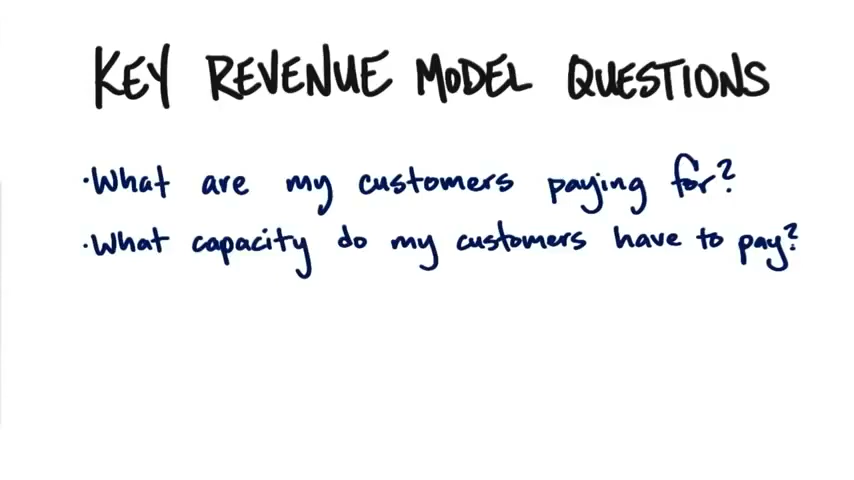 KEY REVENUE MODEL QUESTIONS
·What are my customers paying for?
·What capacity do my customers have to pay?